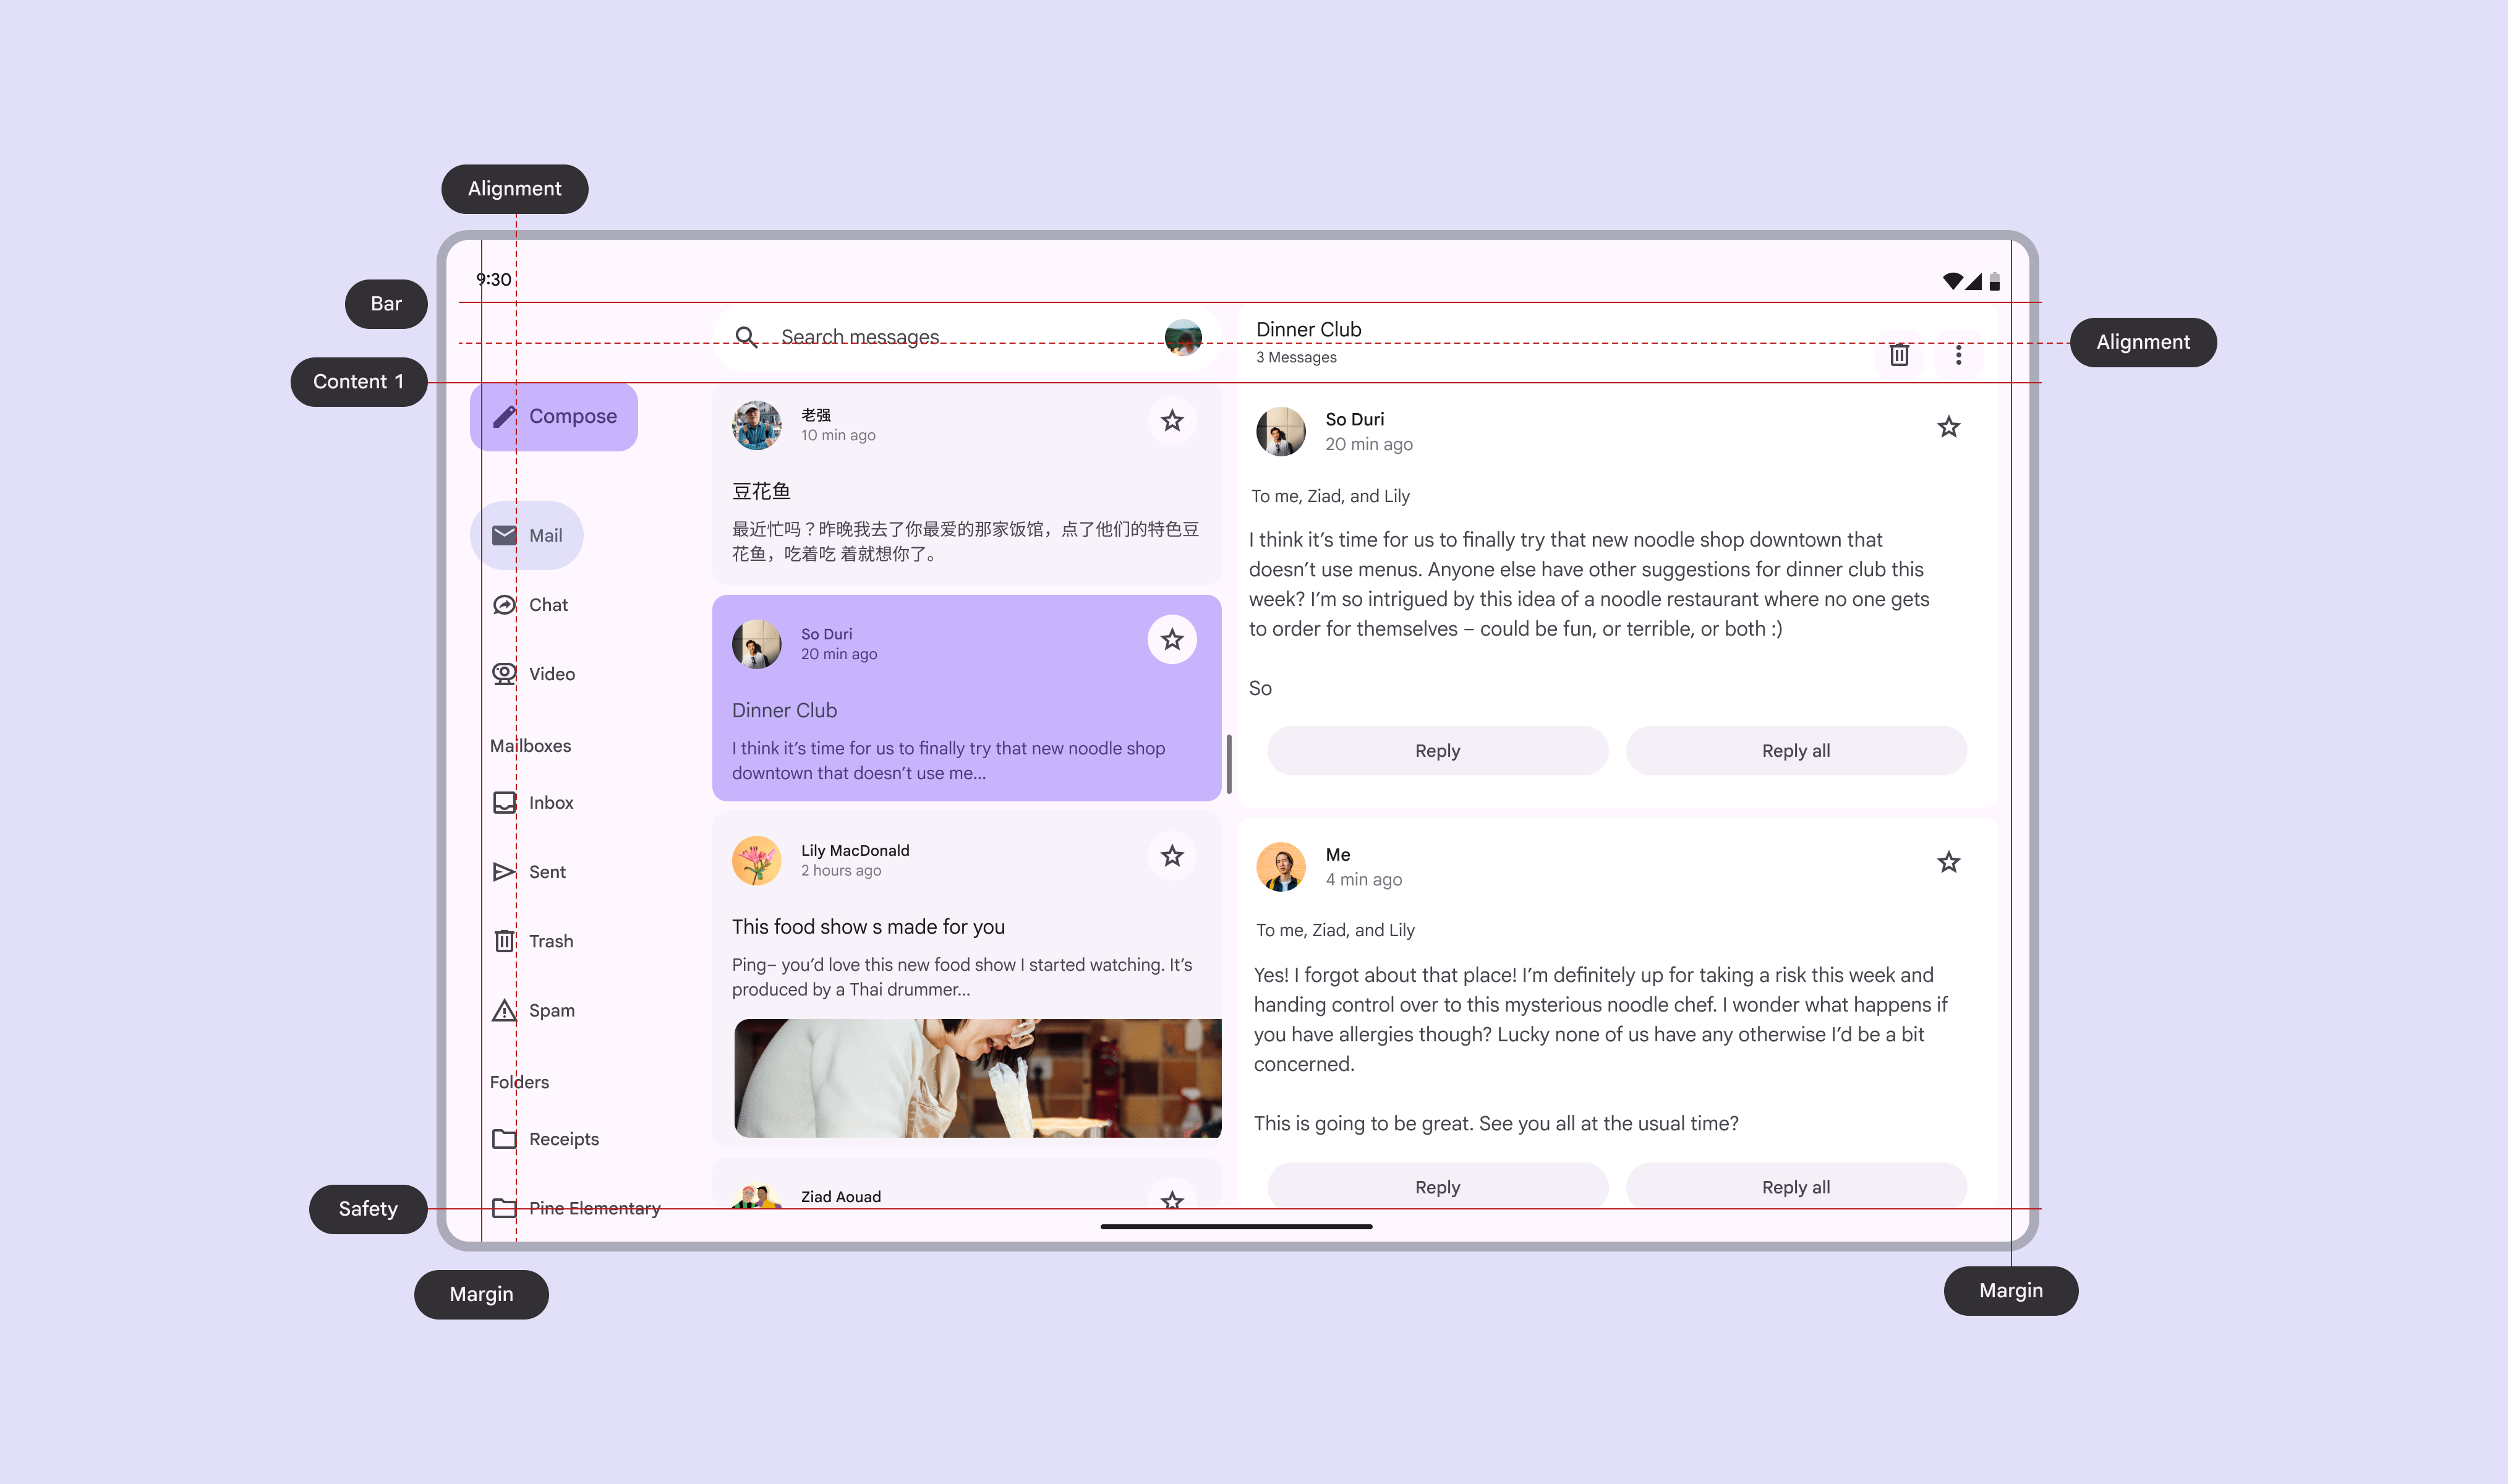 Alignment
Bar
Content 1
Safety
Margin
Alignment
Margin
9:30
Compose
Mail
Chat
Video
Mailboxes
Inbox
Sent
Trash
Spam
Folders
Receipts
Pine Elementary
Search messages
老强
10 min ago
豆花鱼
最近忙吗？昨晚我去了你最爱的那家饭馆，点了他们的特色豆
花鱼，吃着吃 着就想你了。
So Duri
20 min ago
Dinner Club
I think it’s time for us to finally try that new noodle shop
downtown that doesn’t use me...
Lily MacDonald
2 hours ago
This food show s made for you
Ping– you’d love this new food show I started watching. It’s
produced by a Thai drummer...
Ziad Aouad
Dinner Club
3 Messages
So Duri
20 min ago
To me, Ziad, and Lily
I think it’s time for us to finally try that new noodle shop downtown that
doesn’t use menus. Anyone else have other suggestions for dinner club this
week? I’m so intrigued by this idea of a noodle restaurant where no one gets
to order for themselves – could be fun, or terrible, or both :)
So
Reply
Reply all
Me
4 min ago
To me, Ziad, and Lily
Yes! I forgot about that place! I’m definitely up for taking a risk this week and
handing control over to this mysterious noodle chef. I wonder what happens if
you have allergies though? Lucky none of us have any otherwise I’d be a bit
concerned.
This is going to be great. See you all at the usual time?
Reply
Reply all